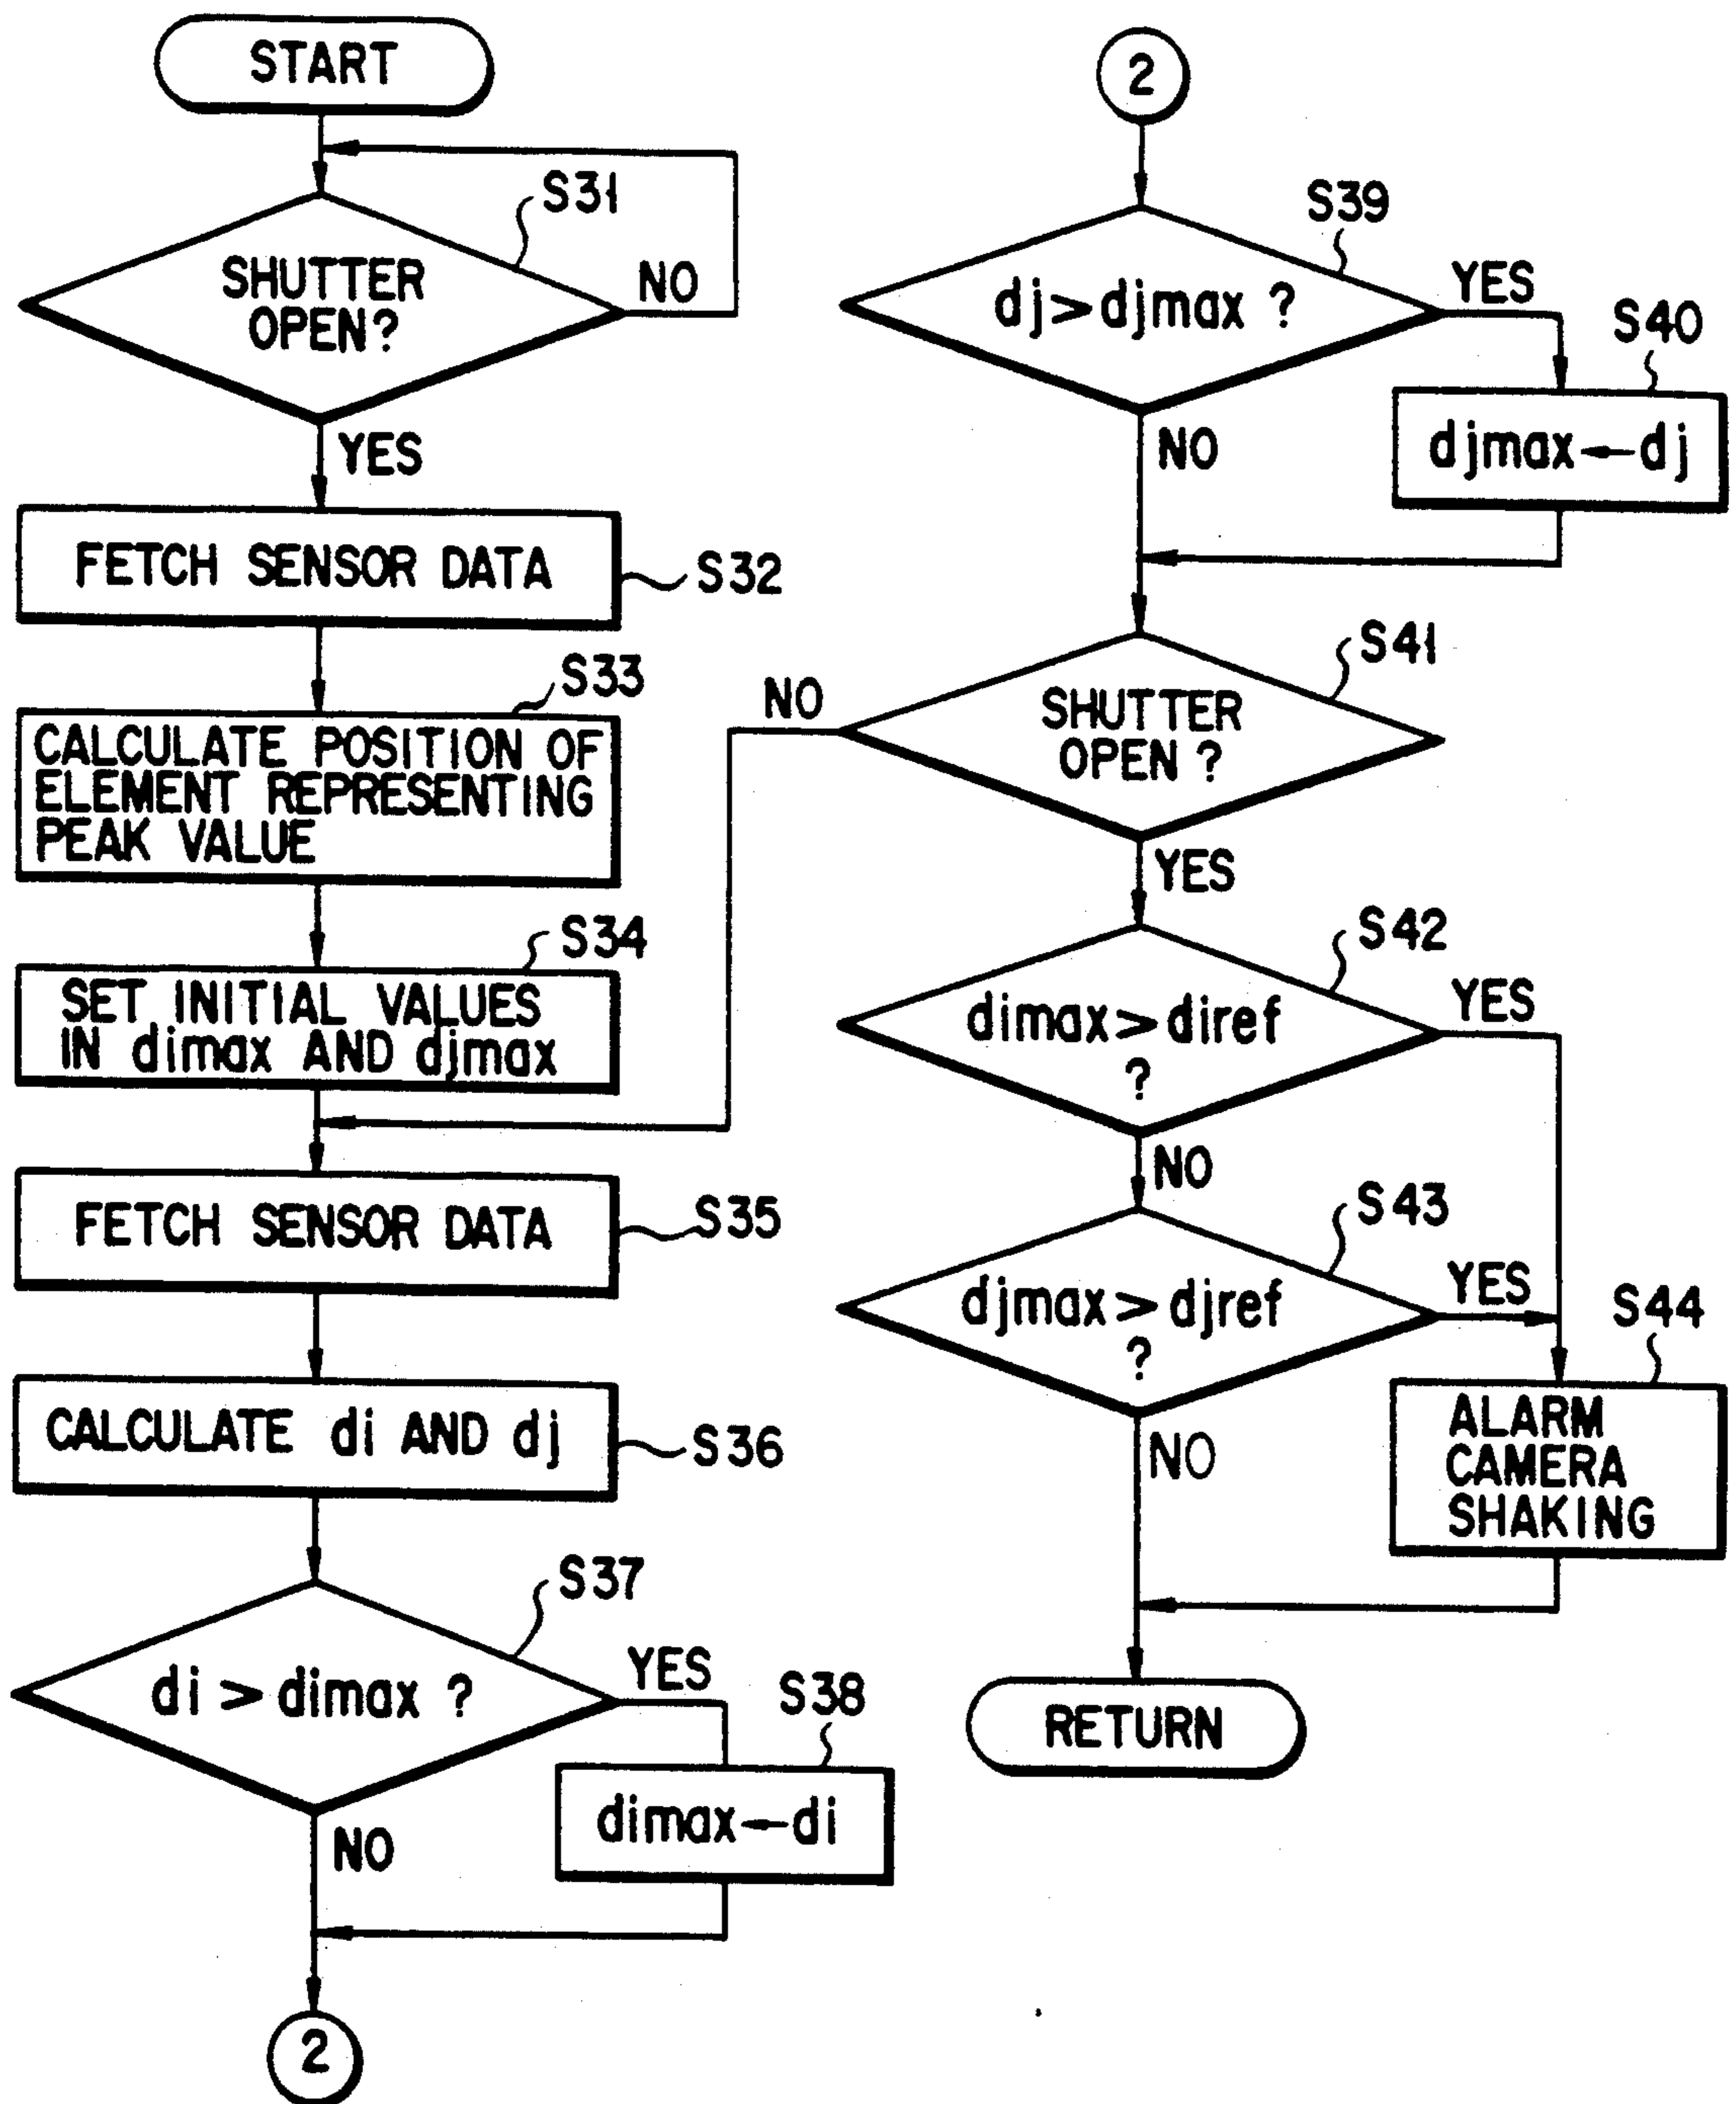 START
S31
SHUTTER
OPEN?
NO
YES
FETCH SENSOR DATA
S32
S33
CALCULATE POSITION OF
ELEMENT REPRESENTING
PEAK VALUE
S34
SET INITIAL VALUES
IN dimax AND djmax
FETCH SENSOR DATA
S35
CALCULATE di AND dj
S36
S37
di > dimax ?
YES
S38
dimax←di
NO
2
2
S39
dj>djmax ?
YES
S40
djmax←dj
NO
S41
NO
SHUTTER
OPEN ?
YES
S42
dimax>diref
?
YES
NO
S43
djmax>djref
?
YES
S44
ALARM
CAMERA
SHAKING
NO
RETURN